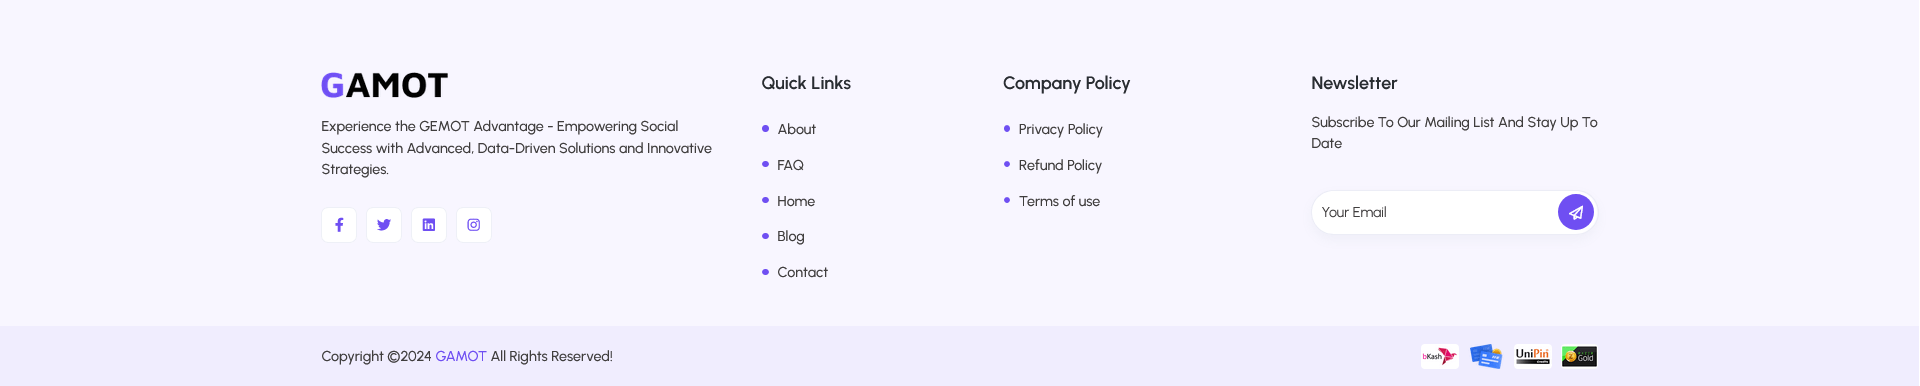 GAMOT
Experience the GEMOT Advantage - Empowering Social
Success with Advanced, Data-Driven Solutions and Innovative
Strategies.
Quick Links
About
FAQ
Home
Blog
Contact
Company Policy
Privacy Policy
Refund Policy
Terms of use
Newsletter
Subscribe To Our Mailing List And Stay Up To
Date
Your Email
Copyright ©2024 GAMOT All Rights Reserved!
bKash
UniPin
Gold